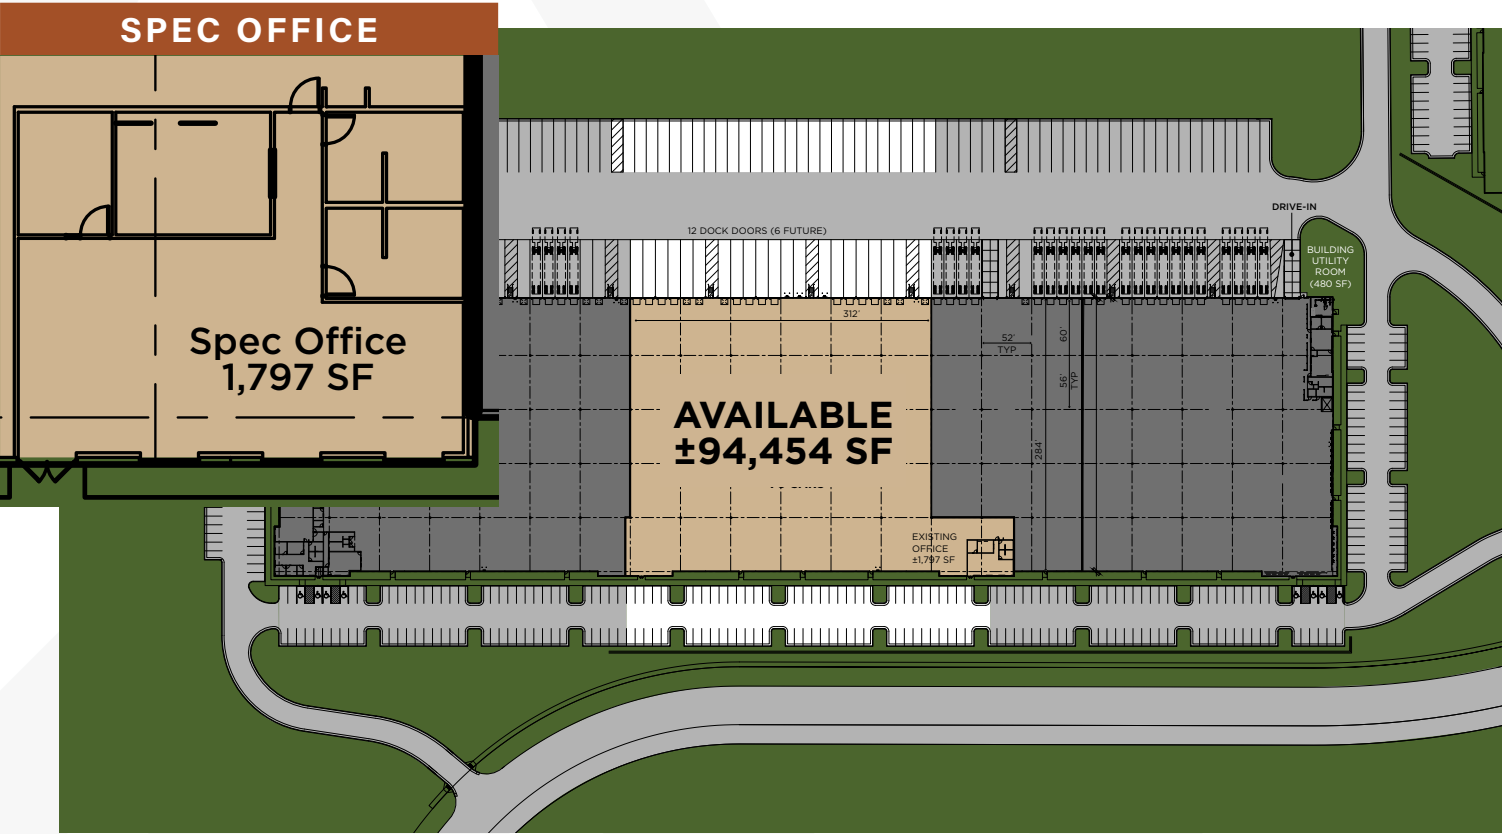 SPEC OFFICE
Spec Office
1,797 SF
12 DOCK DOORS (6 FUTURE)
DRIVE-IN
BUILDING
UTILITY
ROOM
(480 SF)
312'
52'
TYP
60'
56'
TYP
284'
AVAILABLE
±94,454 SF
EXISTING
OFFICE
±1,797 SF